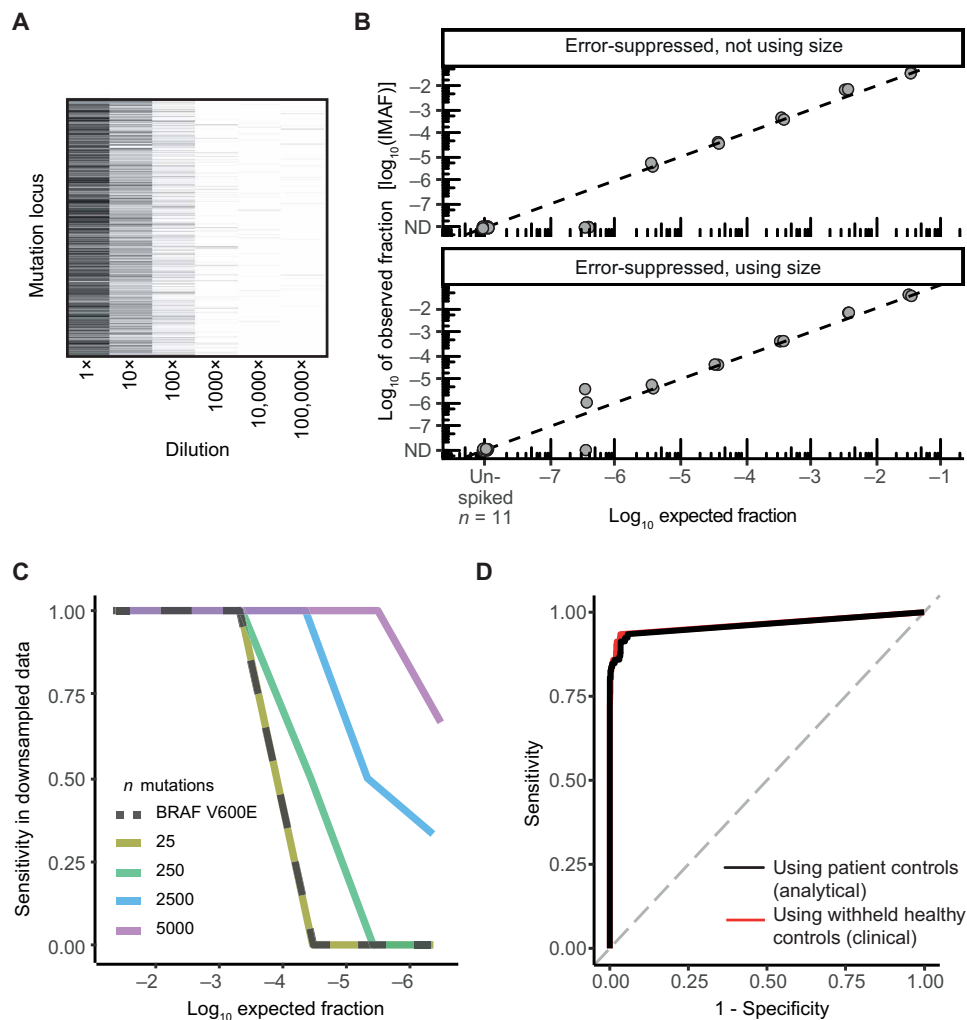 A
Mutation locus
1×
10×
100×
1000×
10,000×
100,000×
Dilution
B
Log10 of observed fraction [log10(IMAF)]
Error-suppressed, not using size
−2
−3
−4
−5
−6
−7
ND
Error-suppressed, using size
−2
−3
−4
−5
−6
−7
ND
Un-
spiked
n = 11
−7
−6
−5
−4
−3
−2
−1
Log10 expected fraction
C
Sensitivity in downsampled data
1.00
0.75
0.50
0.25
0.00
n mutations
BRAF V600E
25
250
2500
5000
−2
−3
−4
−5
−6
Log10 expected fraction
D
Sensitivity
1.00
0.75
0.50
0.25
0.00
Using patient controls
(analytical)
Using withheld healthy
controls (clinical)
0.00
0.25
0.50
0.75
1.00
1 - Specificity